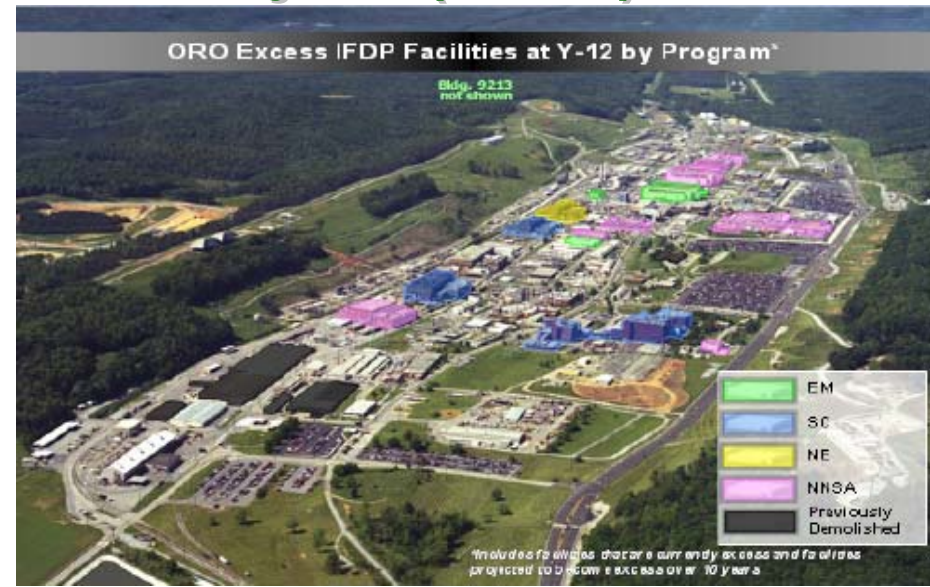 ORO Excess IFDP Facilities at Y-12 by Program*
Bldg. 9213
not shown
EM
SC
NE
NNSA
Previously
Demolished
*Includes facilities that are currently excess and facilities
projected to become excess over 10 years